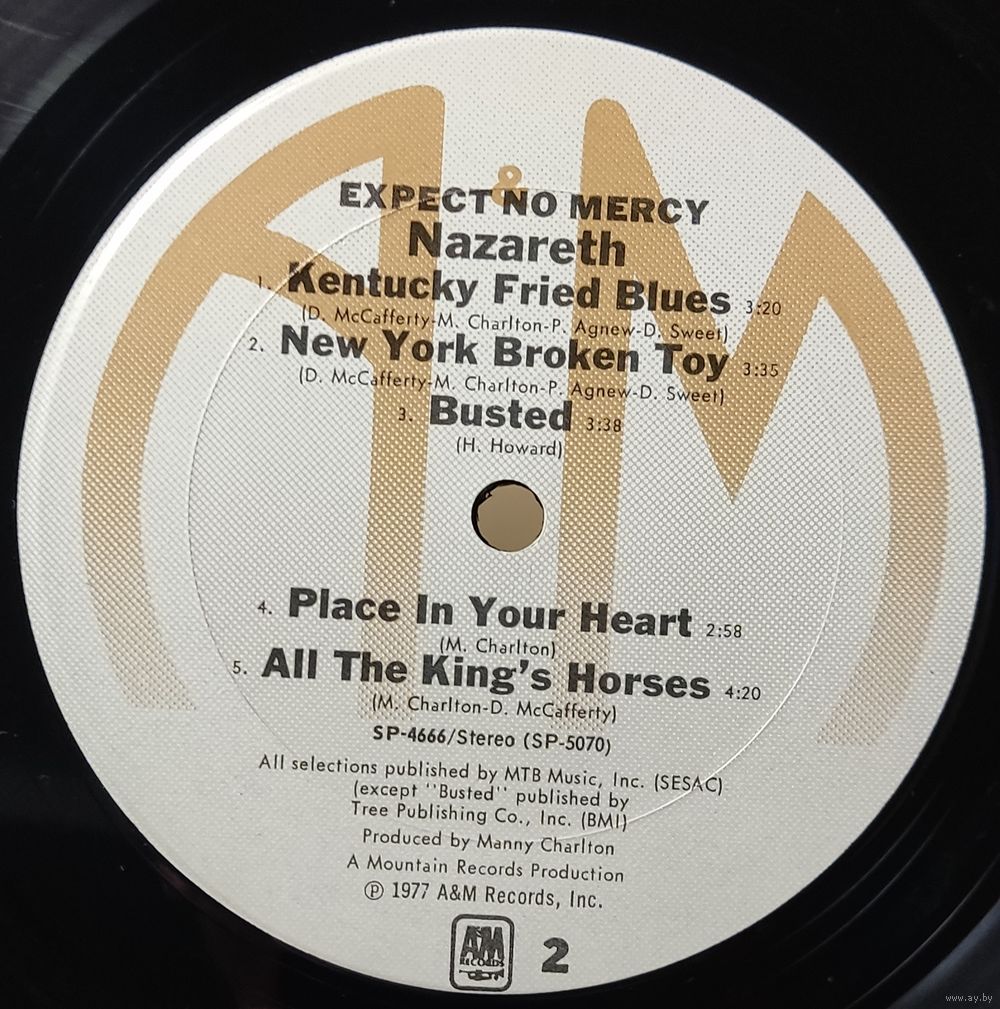 &
EXPECT NO MERCY
Nazareth
1. Kentucky Fried Blues 3:20
(D. McCafferty-M. Charlton-P. Agnew-D. Sweet)
2. New York Broken Toy 3:35
(D. McCafferty-M. Charlton-P. Agnew-D. Sweet)
3. Busted 3:38
(H. Howard)
4. Place In Your Heart 2:58
(M. Charlton)
5. All The King's Horses 4:20
(M. Charlton-D. McCafferty)
SP-4666/Stereo (SP-5070)
All selections published by MTB Music, Inc. (SESAC)
(except "Busted" published by
Tree Publishing Co., Inc. (BMI)
Produced by Manny Charlton
A Mountain Records Production
℗ 1977 A&M Records, Inc.
A&M
RECORDS
2
www.ay.by